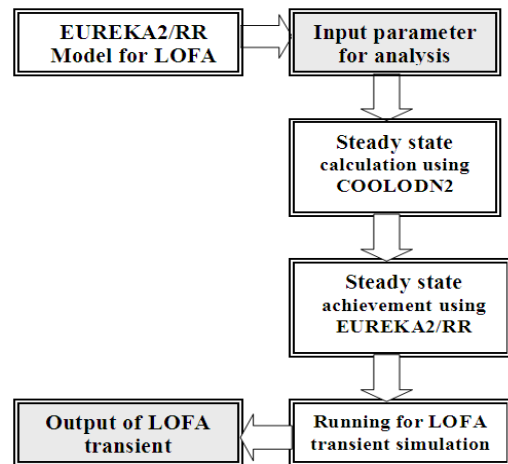 EUREKA2/RR
Model for LOFA
Input parameter
for analysis
Steady state
calculation using
COOLODN2
Steady state
achievement using
EUREKA2/RR
Running for LOFA
transient simulation
Output of LOFA
transient